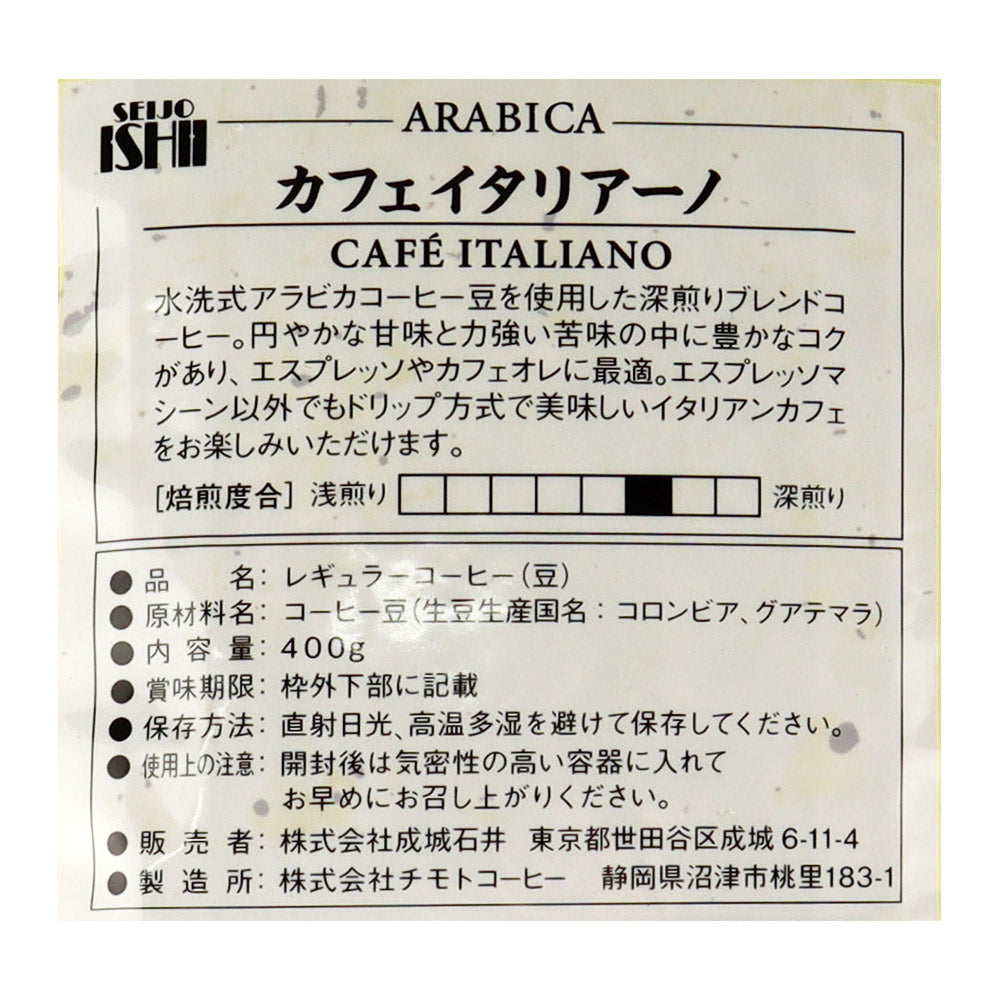 SEIJO
ISHII
ARABICA
カフェイタリアーノ
CAFÉ ITALIANO
水洗式アラビカコーヒー豆を使用した深煎りブレンドコ
ーヒー。円やかな甘味と力強い苦味の中に豊かなコク
があり、エスプレッソやカフェオレに最適。エスプレッソマ
シーン以外でもドリップ方式で美味しいイタリアンカフェ
をお楽しみいただけます。
[焙煎度合] 浅煎り 深煎り
●品名：レギュラーコーヒー（豆）
●原材料名：コーヒー豆（生豆生産国名：コロンビア、グアテマラ）
●内容量：400g
●賞味期限：枠外下部に記載
●保存方法：直射日光、高温多湿を避けて保存してください。
●使用上の注意：開封後は気密性の高い容器に入れて
お早めにお召し上がりください。
●販売者：株式会社成城石井 東京都世田谷区成城6-11-4
●製造所：株式会社チモトコーヒー 静岡県沼津市桃里183-1